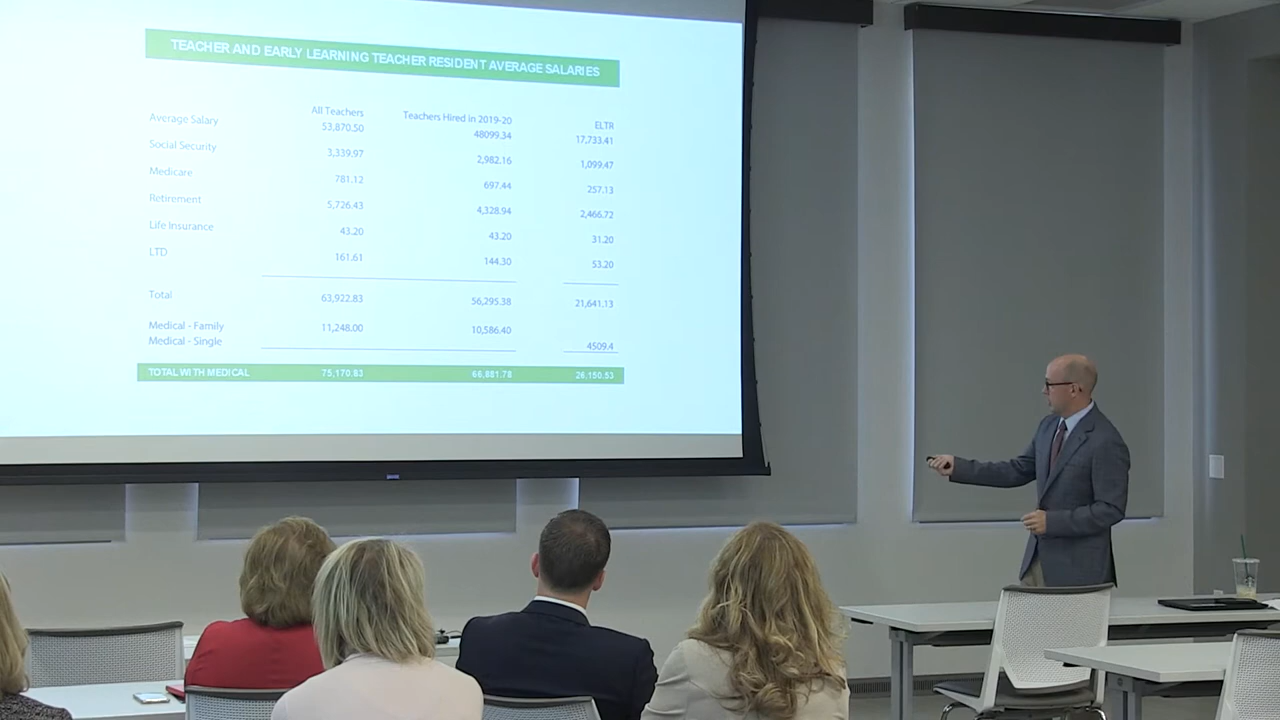 TEACHER AND EARLY LEARNING TEACHER RESIDENT AVERAGE SALARIES
All Teachers Teachers Hired in 2019-20 ELTR
Average Salary 53,870.50 48099.34 17,733.41
Social Security 3,339.97 2,982.16 1,099.47
Medicare 781.12 697.44 257.13
Retirement 5,726.43 4,328.94 2,466.72
Life Insurance 43.20 43.20 31.20
LTD 161.61 144.30 53.20
Total 63,922.83 56,295.38 21,641.13
Medical - Family 11,248.00 10,586.40
Medical - Single 4509.4
TOTAL WITH MEDICAL 75,170.83 66,881.78 26,150.53